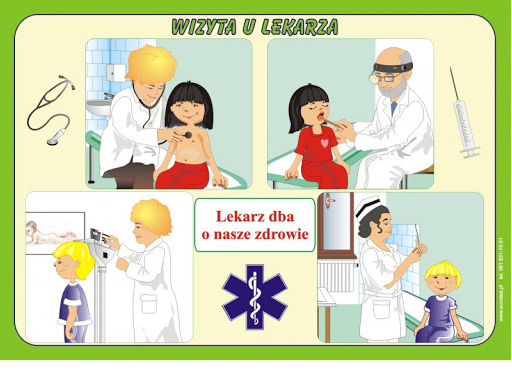 WIZYTA U LEKARZA
Lekarz dba
o nasze zdrowie